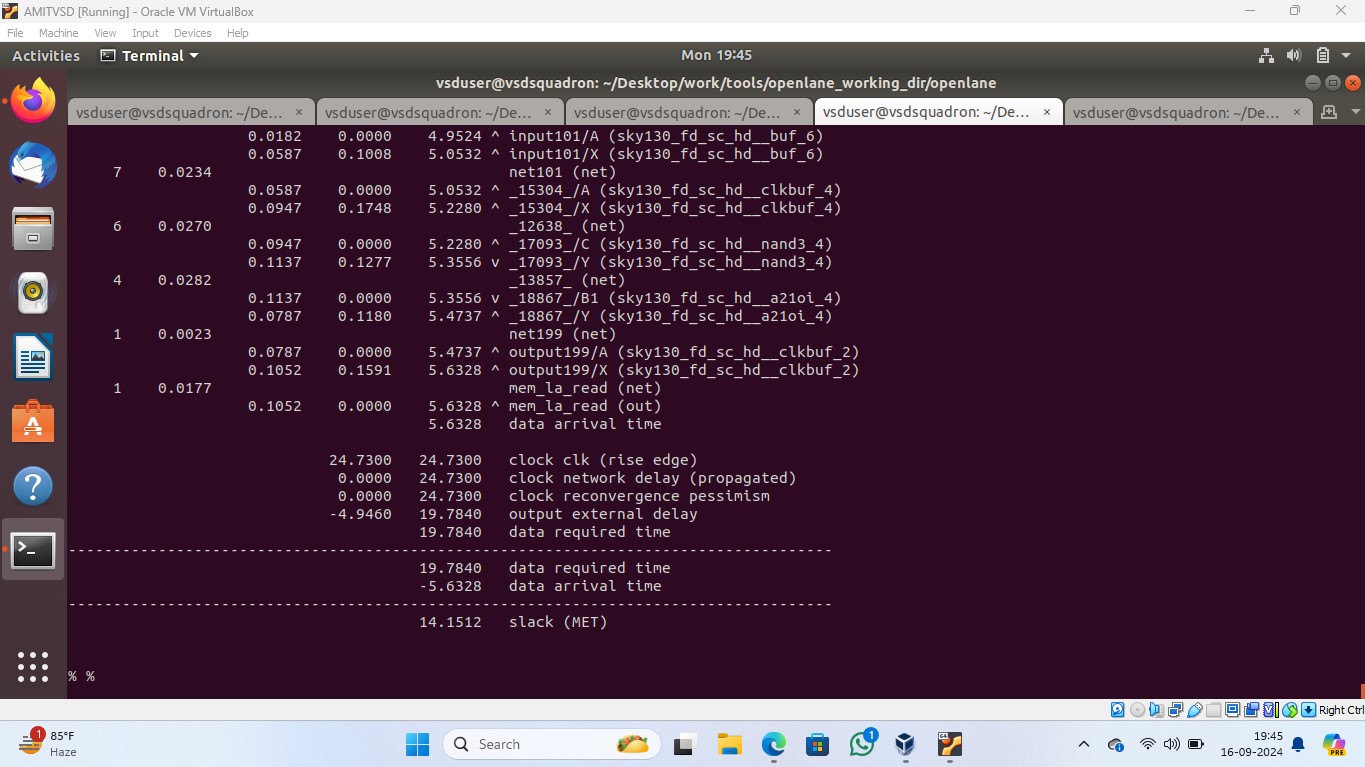 AMITVSD [Running] - Oracle VM VirtualBox
File Machine View Input Devices Help
Activities Terminal Mon 19:45
vsduser@vsdsquadron: ~/Desktop/work/tools/openlane_working_dir/openlane
vsduser@vsdsquadron: ~/De... × vsduser@vsdsquadron: ~/De... × vsduser@vsdsquadron: ~/De... × vsduser@vsdsquadron: ~/De... × vsduser@vsdsquadron: ~/De... ×
0.0182 0.0000 4.9524 ^ input101/A (sky130_fd_sc_hd__buf_6)
0.0587 0.1008 5.0532 ^ input101/X (sky130_fd_sc_hd__buf_6)
7 0.0234 net101 (net)
0.0587 0.0000 5.0532 ^ _15304_/A (sky130_fd_sc_hd__clkbuf_4)
0.0947 0.1748 5.2280 ^ _15304_/X (sky130_fd_sc_hd__clkbuf_4)
6 0.0270 _12638_ (net)
0.0947 0.0000 5.2280 ^ _17093_/C (sky130_fd_sc_hd__nand3_4)
0.1137 0.1277 5.3556 v _17093_/Y (sky130_fd_sc_hd__nand3_4)
4 0.0282 _13857_ (net)
0.1137 0.0000 5.3556 v _18867_/B1 (sky130_fd_sc_hd__a21oi_4)
0.0787 0.1180 5.4737 ^ _18867_/Y (sky130_fd_sc_hd__a21oi_4)
1 0.0023 net199 (net)
0.0787 0.0000 5.4737 ^ output199/A (sky130_fd_sc_hd__clkbuf_2)
0.1052 0.1591 5.6328 ^ output199/X (sky130_fd_sc_hd__clkbuf_2)
1 0.0177 mem_la_read (net)
0.1052 0.0000 5.6328 ^ mem_la_read (out)
5.6328 data arrival time
24.7300 24.7300 clock clk (rise edge)
0.0000 24.7300 clock network delay (propagated)
0.0000 24.7300 clock reconvergence pessimism
-4.9460 19.7840 output external delay
19.7840 data required time
-------------------------------------------------------------------------------------
19.7840 data required time
-5.6328 data arrival time
-------------------------------------------------------------------------------------
14.1512 slack (MET)
% %
Right Ctrl
1 85°F
Haze
Search
1
19:45
16-09-2024
PRE